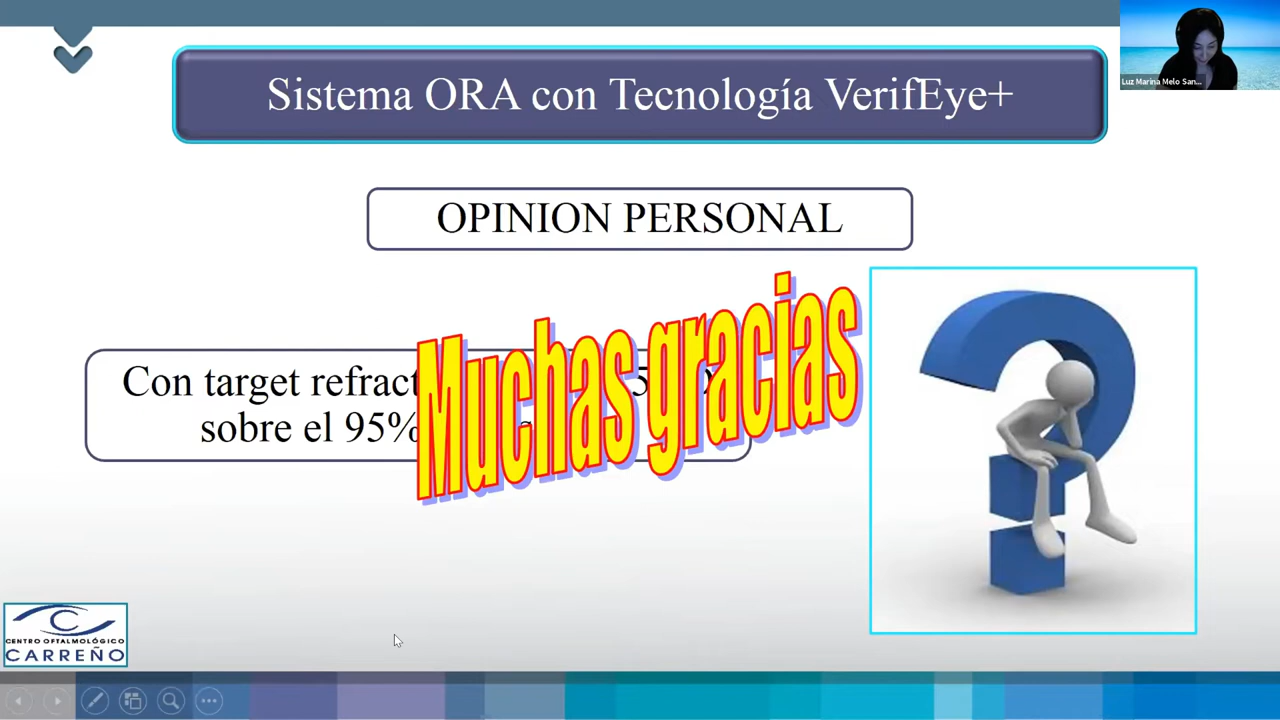 Sistema ORA con Tecnología VerifEye+
Luz Marina Melo San...
OPINION PERSONAL
Muchas gracias
Con target
sobre el 95%
CENTRO OFTALMOLÓGICO
CARREÑO